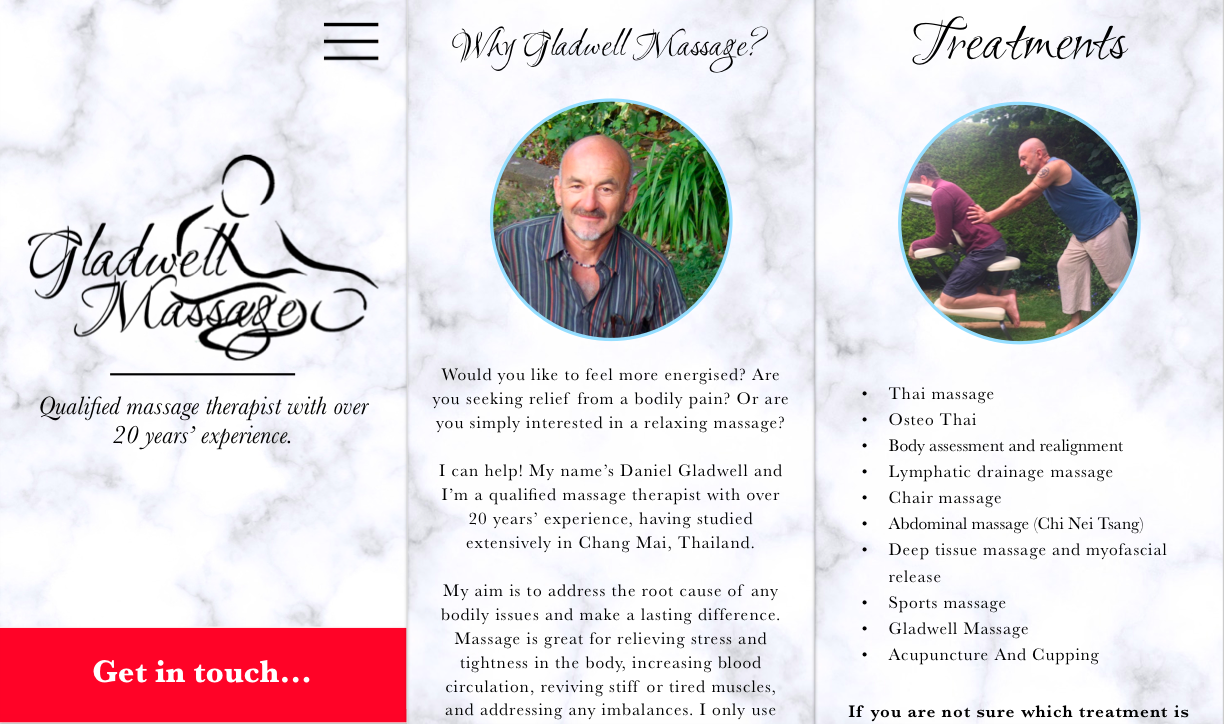 Gladwell
Massage
Qualified massage therapist with over
20 years’ experience.
Get in touch...
Why Gladwell Massage?
Would you like to feel more energised? Are
you seeking relief from a bodily pain? Or are
you simply interested in a relaxing massage?
I can help! My name’s Daniel Gladwell and
I’m a qualified massage therapist with over
20 years’ experience, having studied
extensively in Chang Mai, Thailand.
My aim is to address the root cause of any
bodily issues and make a lasting difference.
Massage is great for relieving stress and
tightness in the body, increasing blood
circulation, reviving stiff or tired muscles,
and addressing any imbalances. I only use
Treatments
• Thai massage
• Osteo Thai
• Body assessment and realignment
• Lymphatic drainage massage
• Chair massage
• Abdominal massage (Chi Nei Tsang)
• Deep tissue massage and myofascial
release
• Sports massage
• Gladwell Massage
• Acupuncture And Cupping
If you are not sure which treatment is